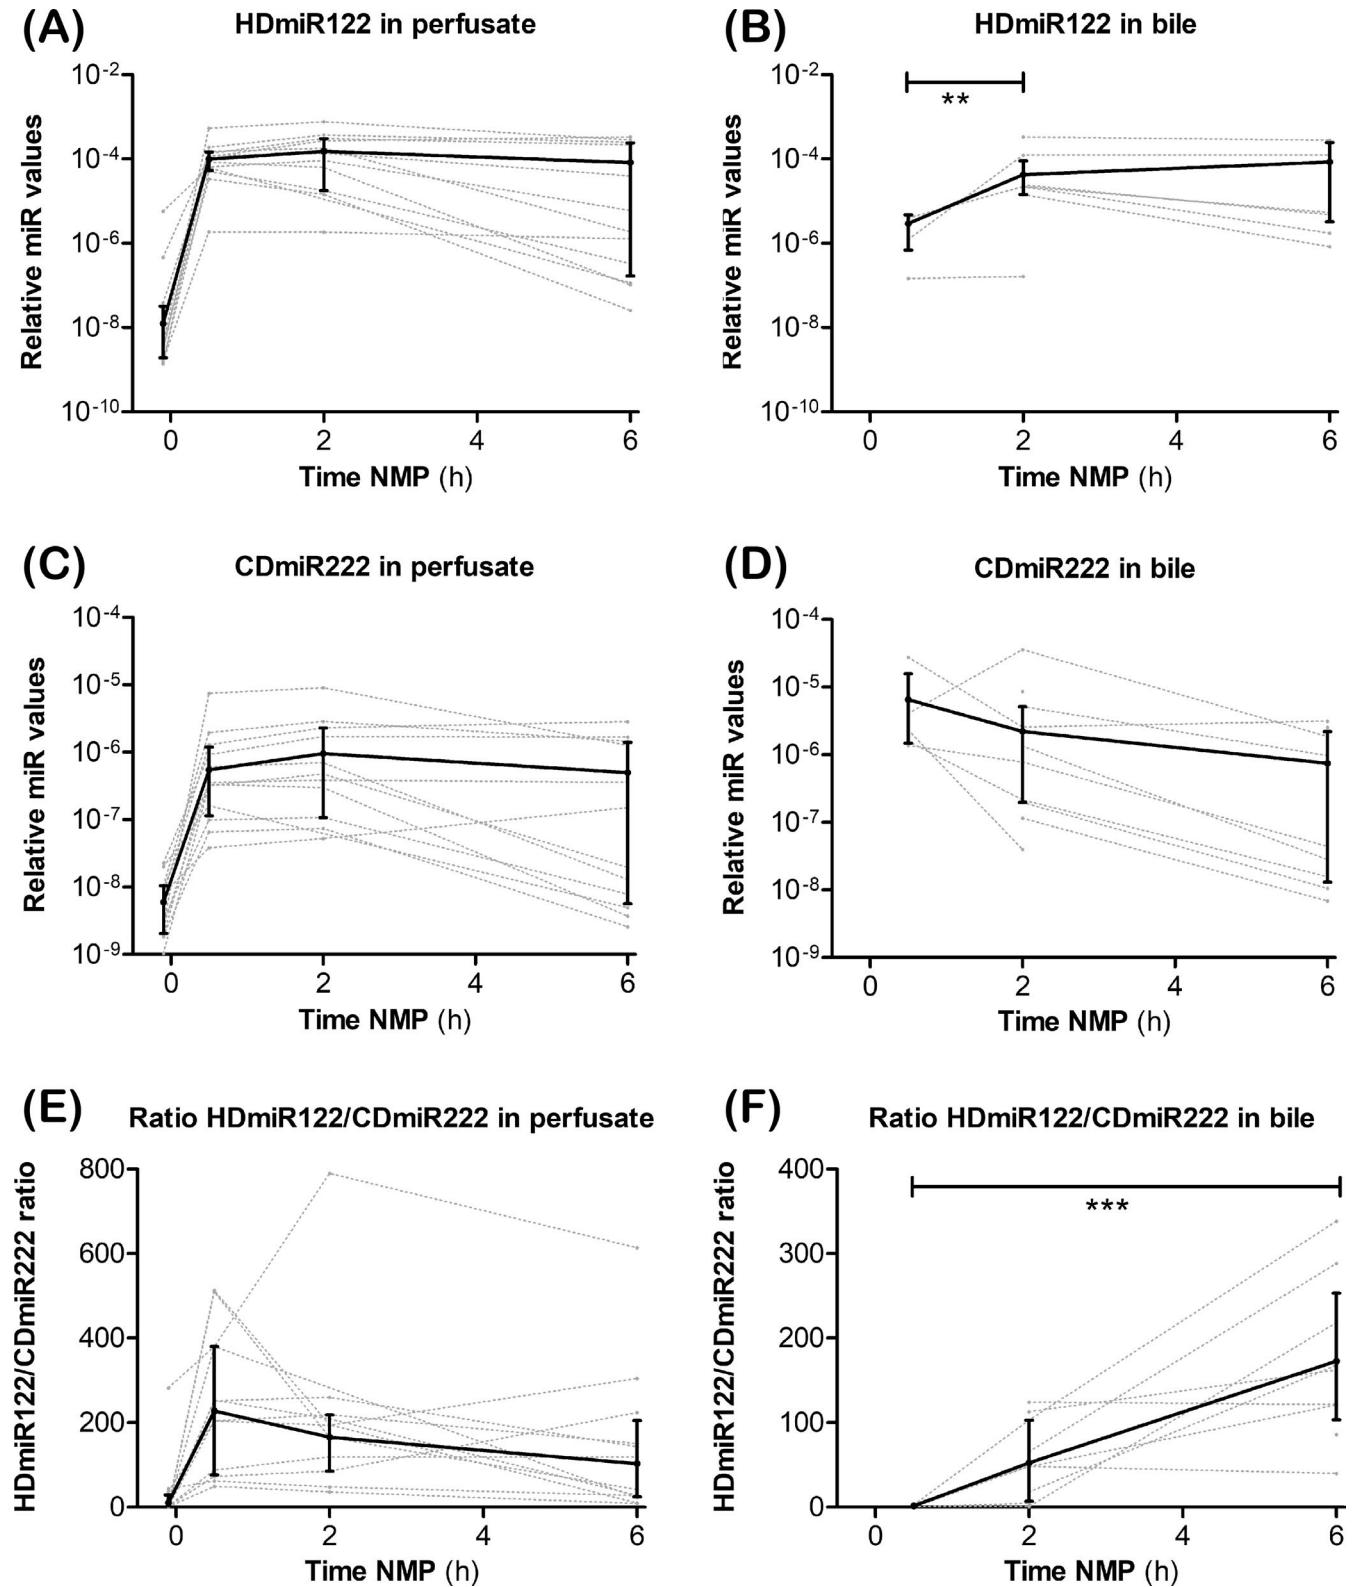 (A)
HDmiR122 in perfusate
Relative miR values
10-2
10-4
10-6
10-8
10-10
0 2 4 6
Time NMP (h)
(B)
HDmiR122 in bile
Relative miR values
10-2
10-4
10-6
10-8
10-10
**
0 2 4 6
Time NMP (h)
(C)
CDmiR222 in perfusate
Relative miR values
10-4
10-5
10-6
10-7
10-8
10-9
0 2 4 6
Time NMP (h)
(D)
CDmiR222 in bile
Relative miR values
10-4
10-5
10-6
10-7
10-8
10-9
0 2 4 6
Time NMP (h)
(E)
Ratio HDmiR122/CDmiR222 in perfusate
HDmiR122/CDmiR222 ratio
800
600
400
200
0
0 2 4 6
Time NMP (h)
(F)
Ratio HDmiR122/CDmiR222 in bile
HDmiR122/CDmiR222 ratio
400
300
200
100
0
***
0 2 4 6
Time NMP (h)